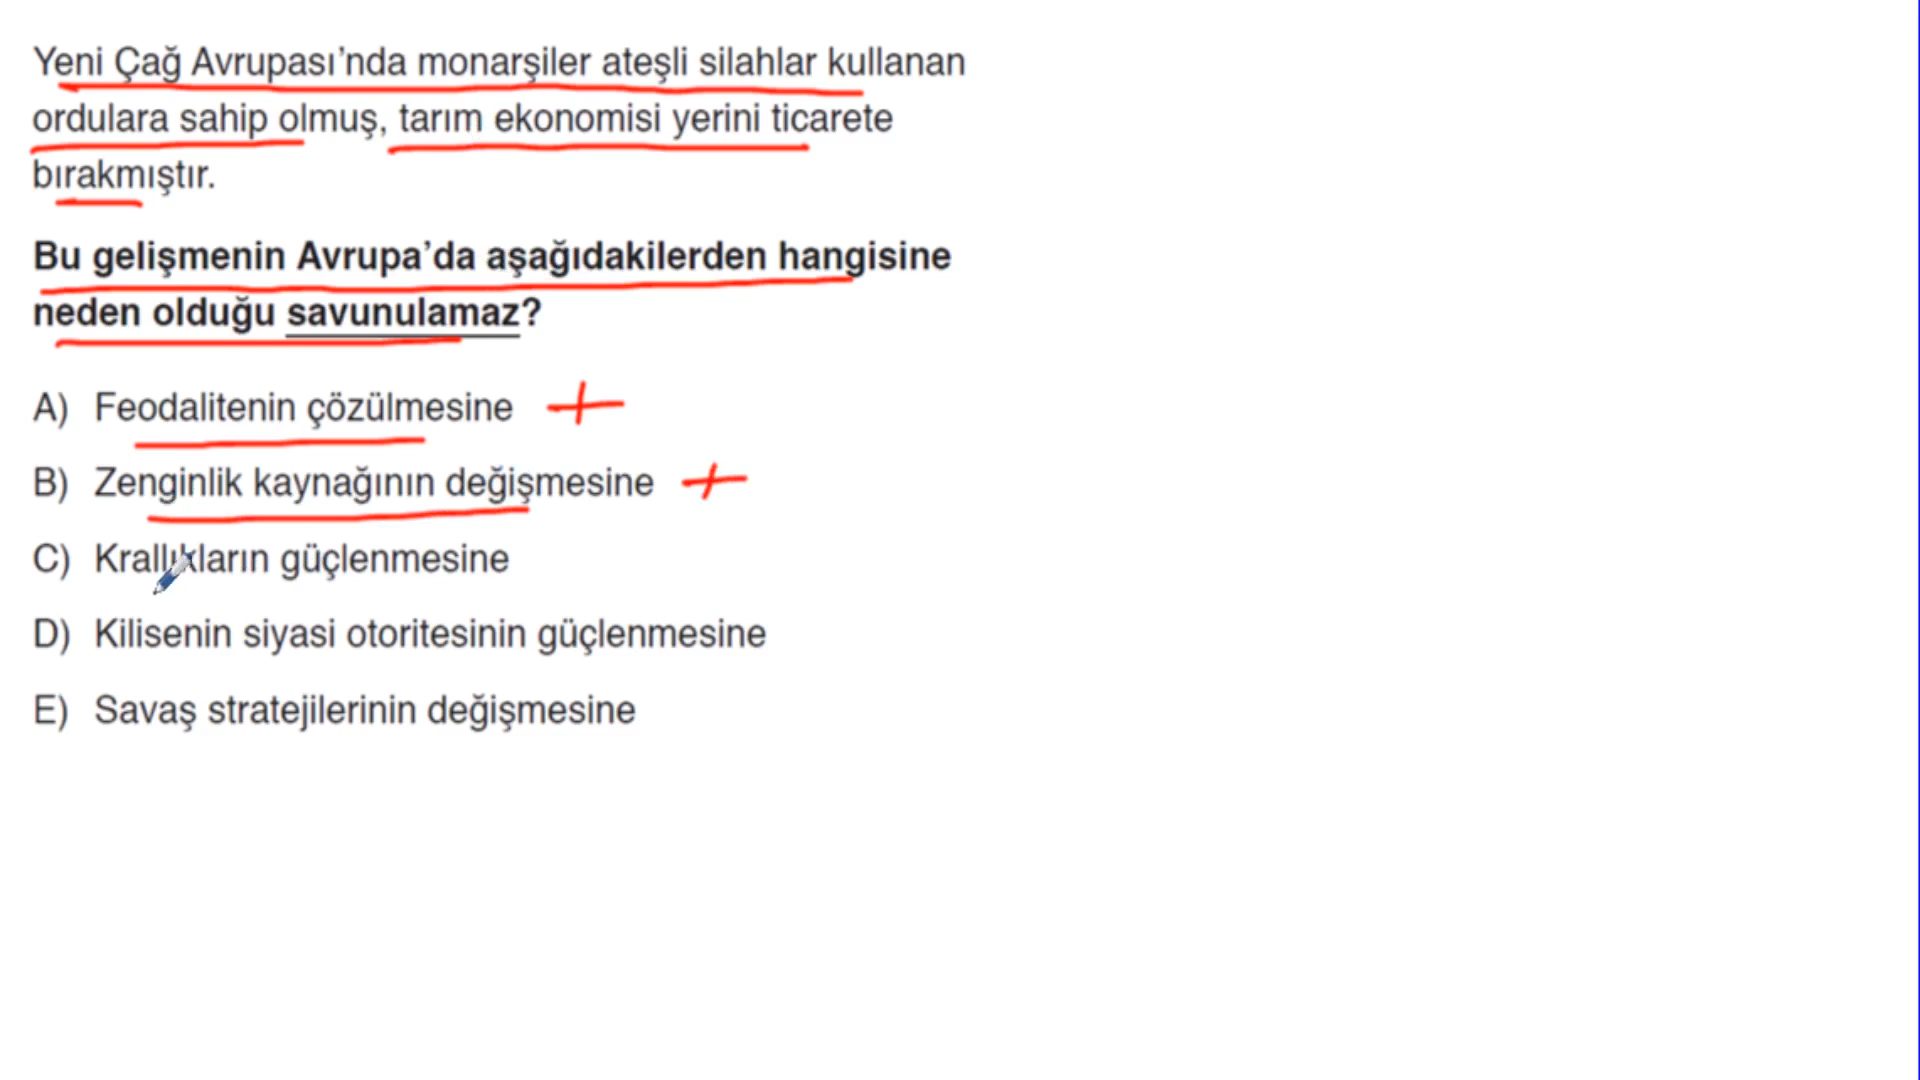 Yeni Çağ Avrupası’nda monarşiler ateşli silahlar kullanan
ordulara sahip olmuş, tarım ekonomisi yerini ticarete
bırakmıştır.
Bu gelişmenin Avrupa’da aşağıdakilerden hangisine
neden olduğu savunulamaz?
A) Feodalitenin çözülmesine +
B) Zenginlik kaynağının değişmesine +
C) Krallıkların güçlenmesine
D) Kilisenin siyasi otoritesinin güçlenmesine
E) Savaş stratejilerinin değişmesine